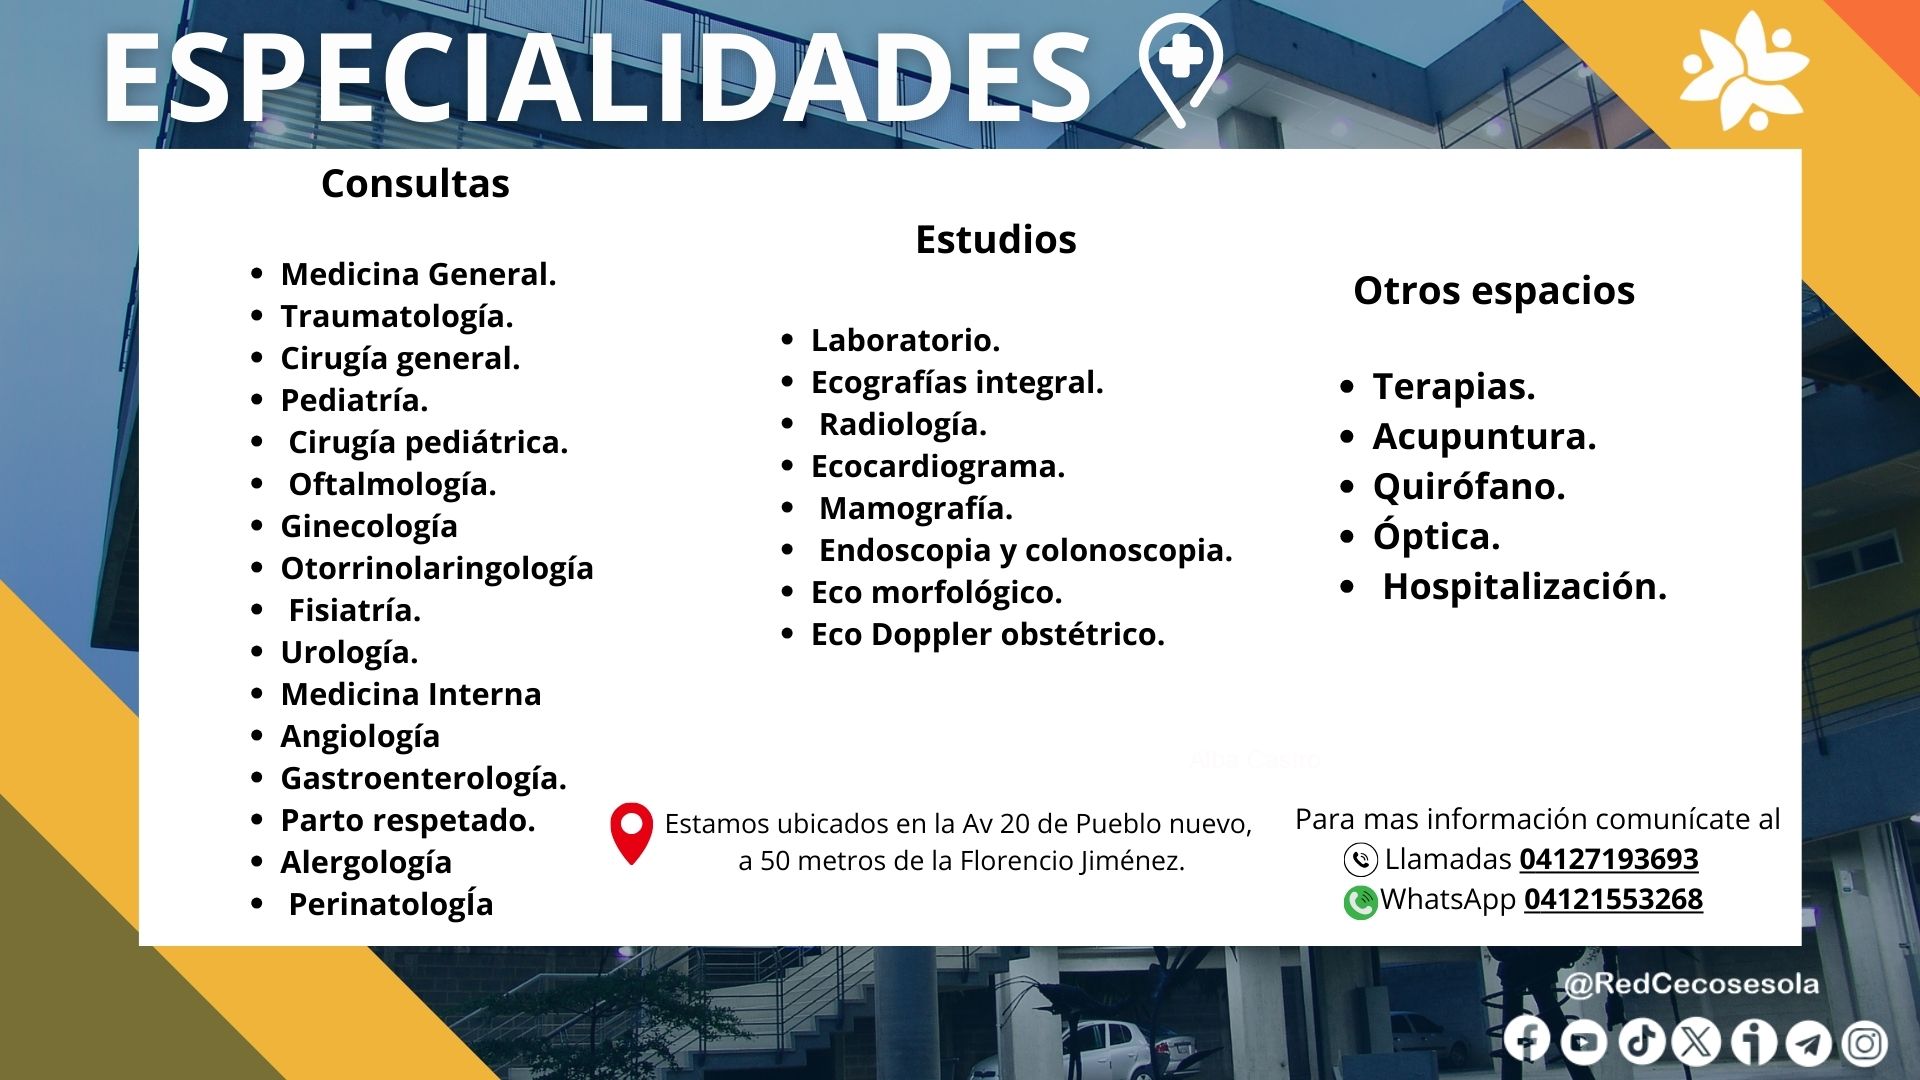 ESPECIALIDADES
Consultas
Medicina General.
Traumatología.
Cirugía general.
Pediatría.
Cirugía pediátrica.
Oftalmología.
Ginecología
Otorrinolaringología
Fisiatría.
Urología.
Medicina Interna
Angiología
Gastroenterología.
Parto respetado.
Alergología
PerinatologÍa
Estudios
Laboratorio.
Ecografías integral.
Radiología.
Ecocardiograma.
Mamografía.
Endoscopia y colonoscopia.
Eco morfológico.
Eco Doppler obstétrico.
Otros espacios
Terapias.
Acupuntura.
Quirófano.
Óptica.
Hospitalización.
Estamos ubicados en la Av 20 de Pueblo nuevo,
a 50 metros de la Florencio Jiménez.
Para mas información comunícate al
Llamadas 04127193693
WhatsApp 04121553268
@RedCecosesola